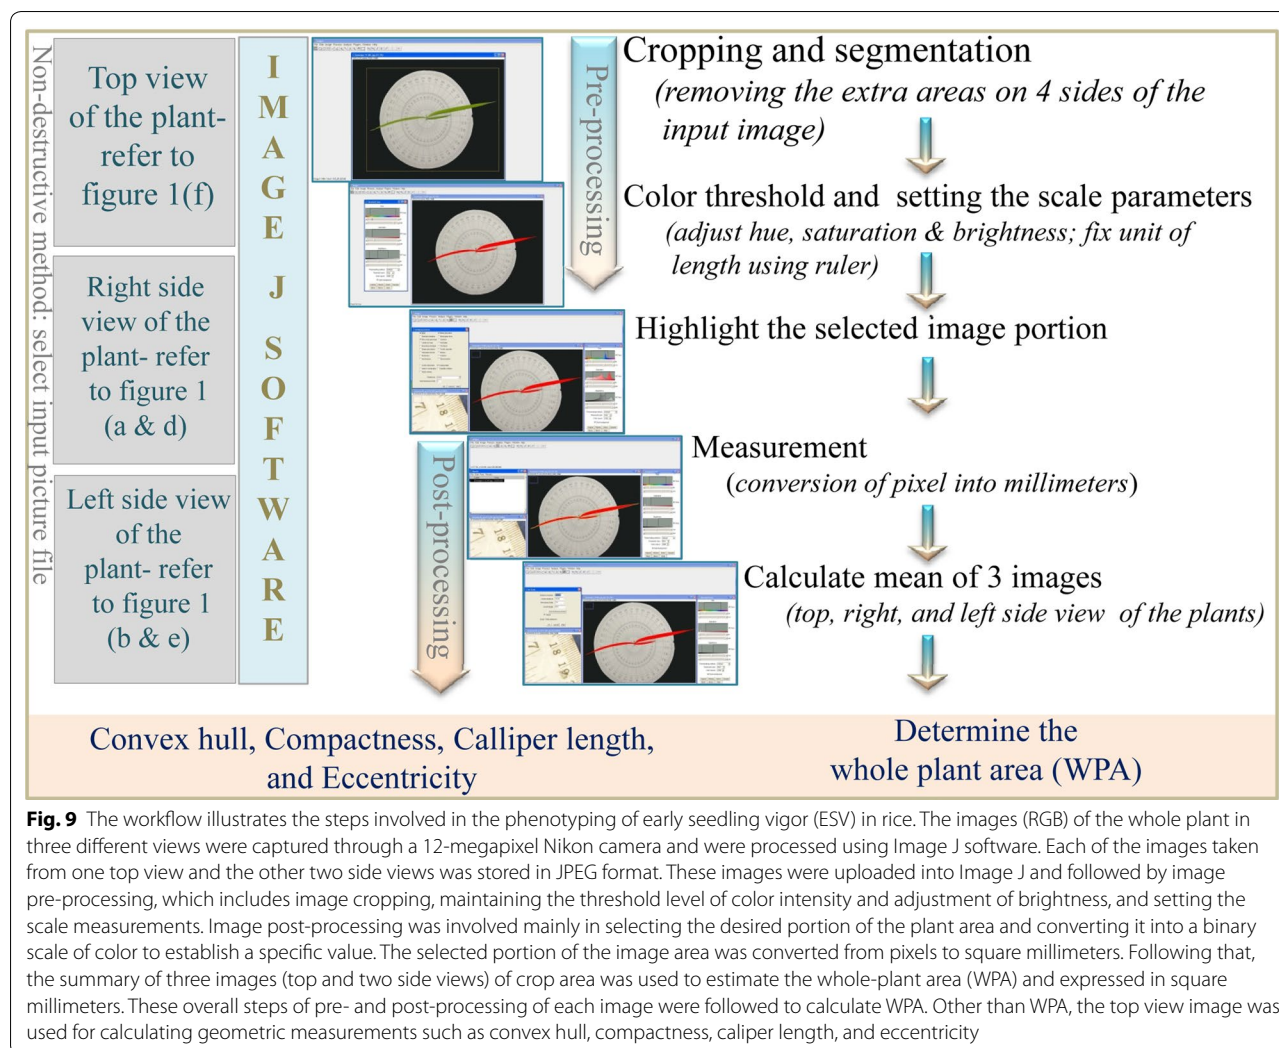 Non-destructive method: select input picture file
Top view
of the plant-
refer to
figure 1(f)
Right side
view of the
plant- refer
to figure 1
(a & d)
Left side view
of the
plant- refer
to figure 1
(b & e)
IMAGE J SOFTWARE
Pre-processing
Post-processing
Cropping and segmentation
(removing the extra areas on 4 sides of the
input image)
Color threshold and setting the scale parameters
(adjust hue, saturation & brightness; fix unit of
length using ruler)
Highlight the selected image portion
Measurement
(conversion of pixel into millimeters)
Calculate mean of 3 images
(top, right, and left side view of the plants)
Convex hull, Compactness, Calliper length,
and Eccentricity
Determine the
whole plant area (WPA)
Fig. 9 The workflow illustrates the steps involved in the phenotyping of early seedling vigor (ESV) in rice. The images (RGB) of the whole plant in
three different views were captured through a 12-megapixel Nikon camera and were processed using Image J software. Each of the images taken
from one top view and the other two side views was stored in JPEG format. These images were uploaded into Image J and followed by image
pre-processing, which includes image cropping, maintaining the threshold level of color intensity and adjustment of brightness, and setting the
scale measurements. Image post-processing was involved mainly in selecting the desired portion of the plant area and converting it into a binary
scale of color to establish a specific value. The selected portion of the image area was converted from pixels to square millimeters. Following that,
the summary of three images (top and two side views) of crop area was used to estimate the whole-plant area (WPA) and expressed in square
millimeters. These overall steps of pre- and post-processing of each image were followed to calculate WPA. Other than WPA, the top view image was
used for calculating geometric measurements such as convex hull, compactness, caliper length, and eccentricity